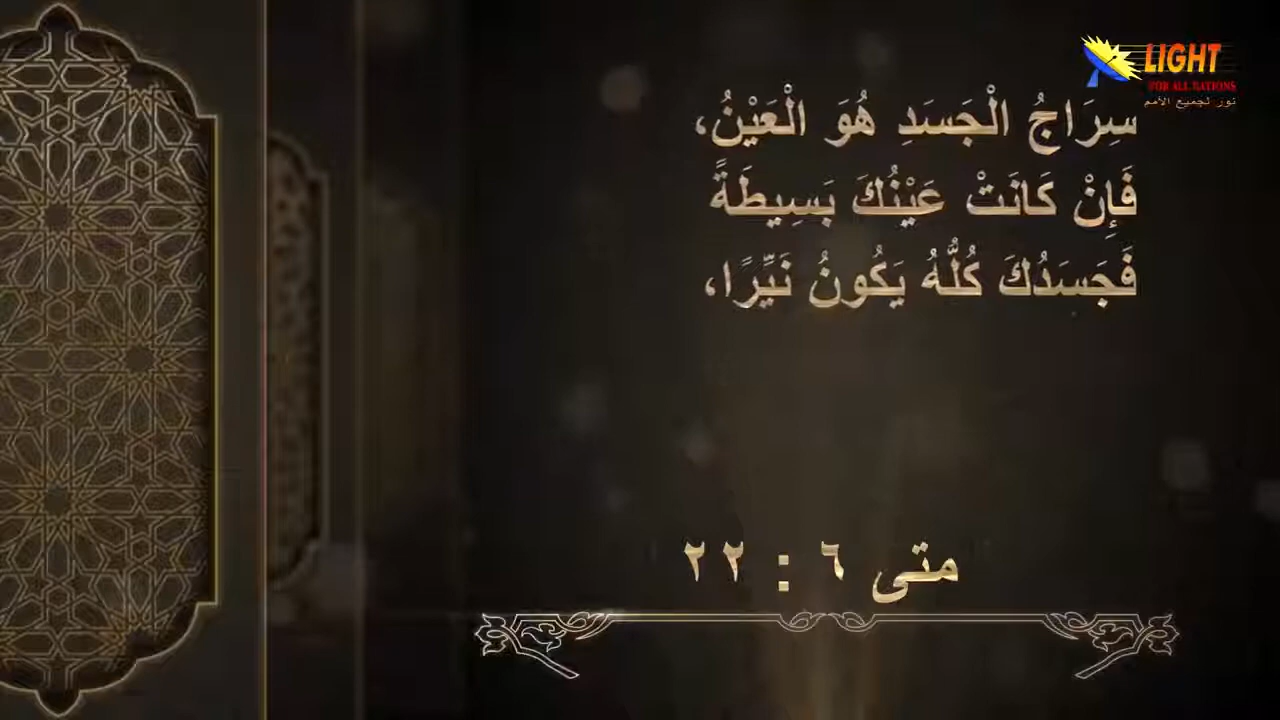 LIGHT
FOR ALL NATIONS
نور لجميع الأمم
سِرَاجُ الْجَسَدِ هُوَ الْعَيْنُ،
فَإِنْ كَانَتْ عَيْنُكَ بَسِيطَةً
فَجَسَدُكَ كُلُّهُ يَكُونُ نَيِّرًا،
متى ٦ : ٢٢